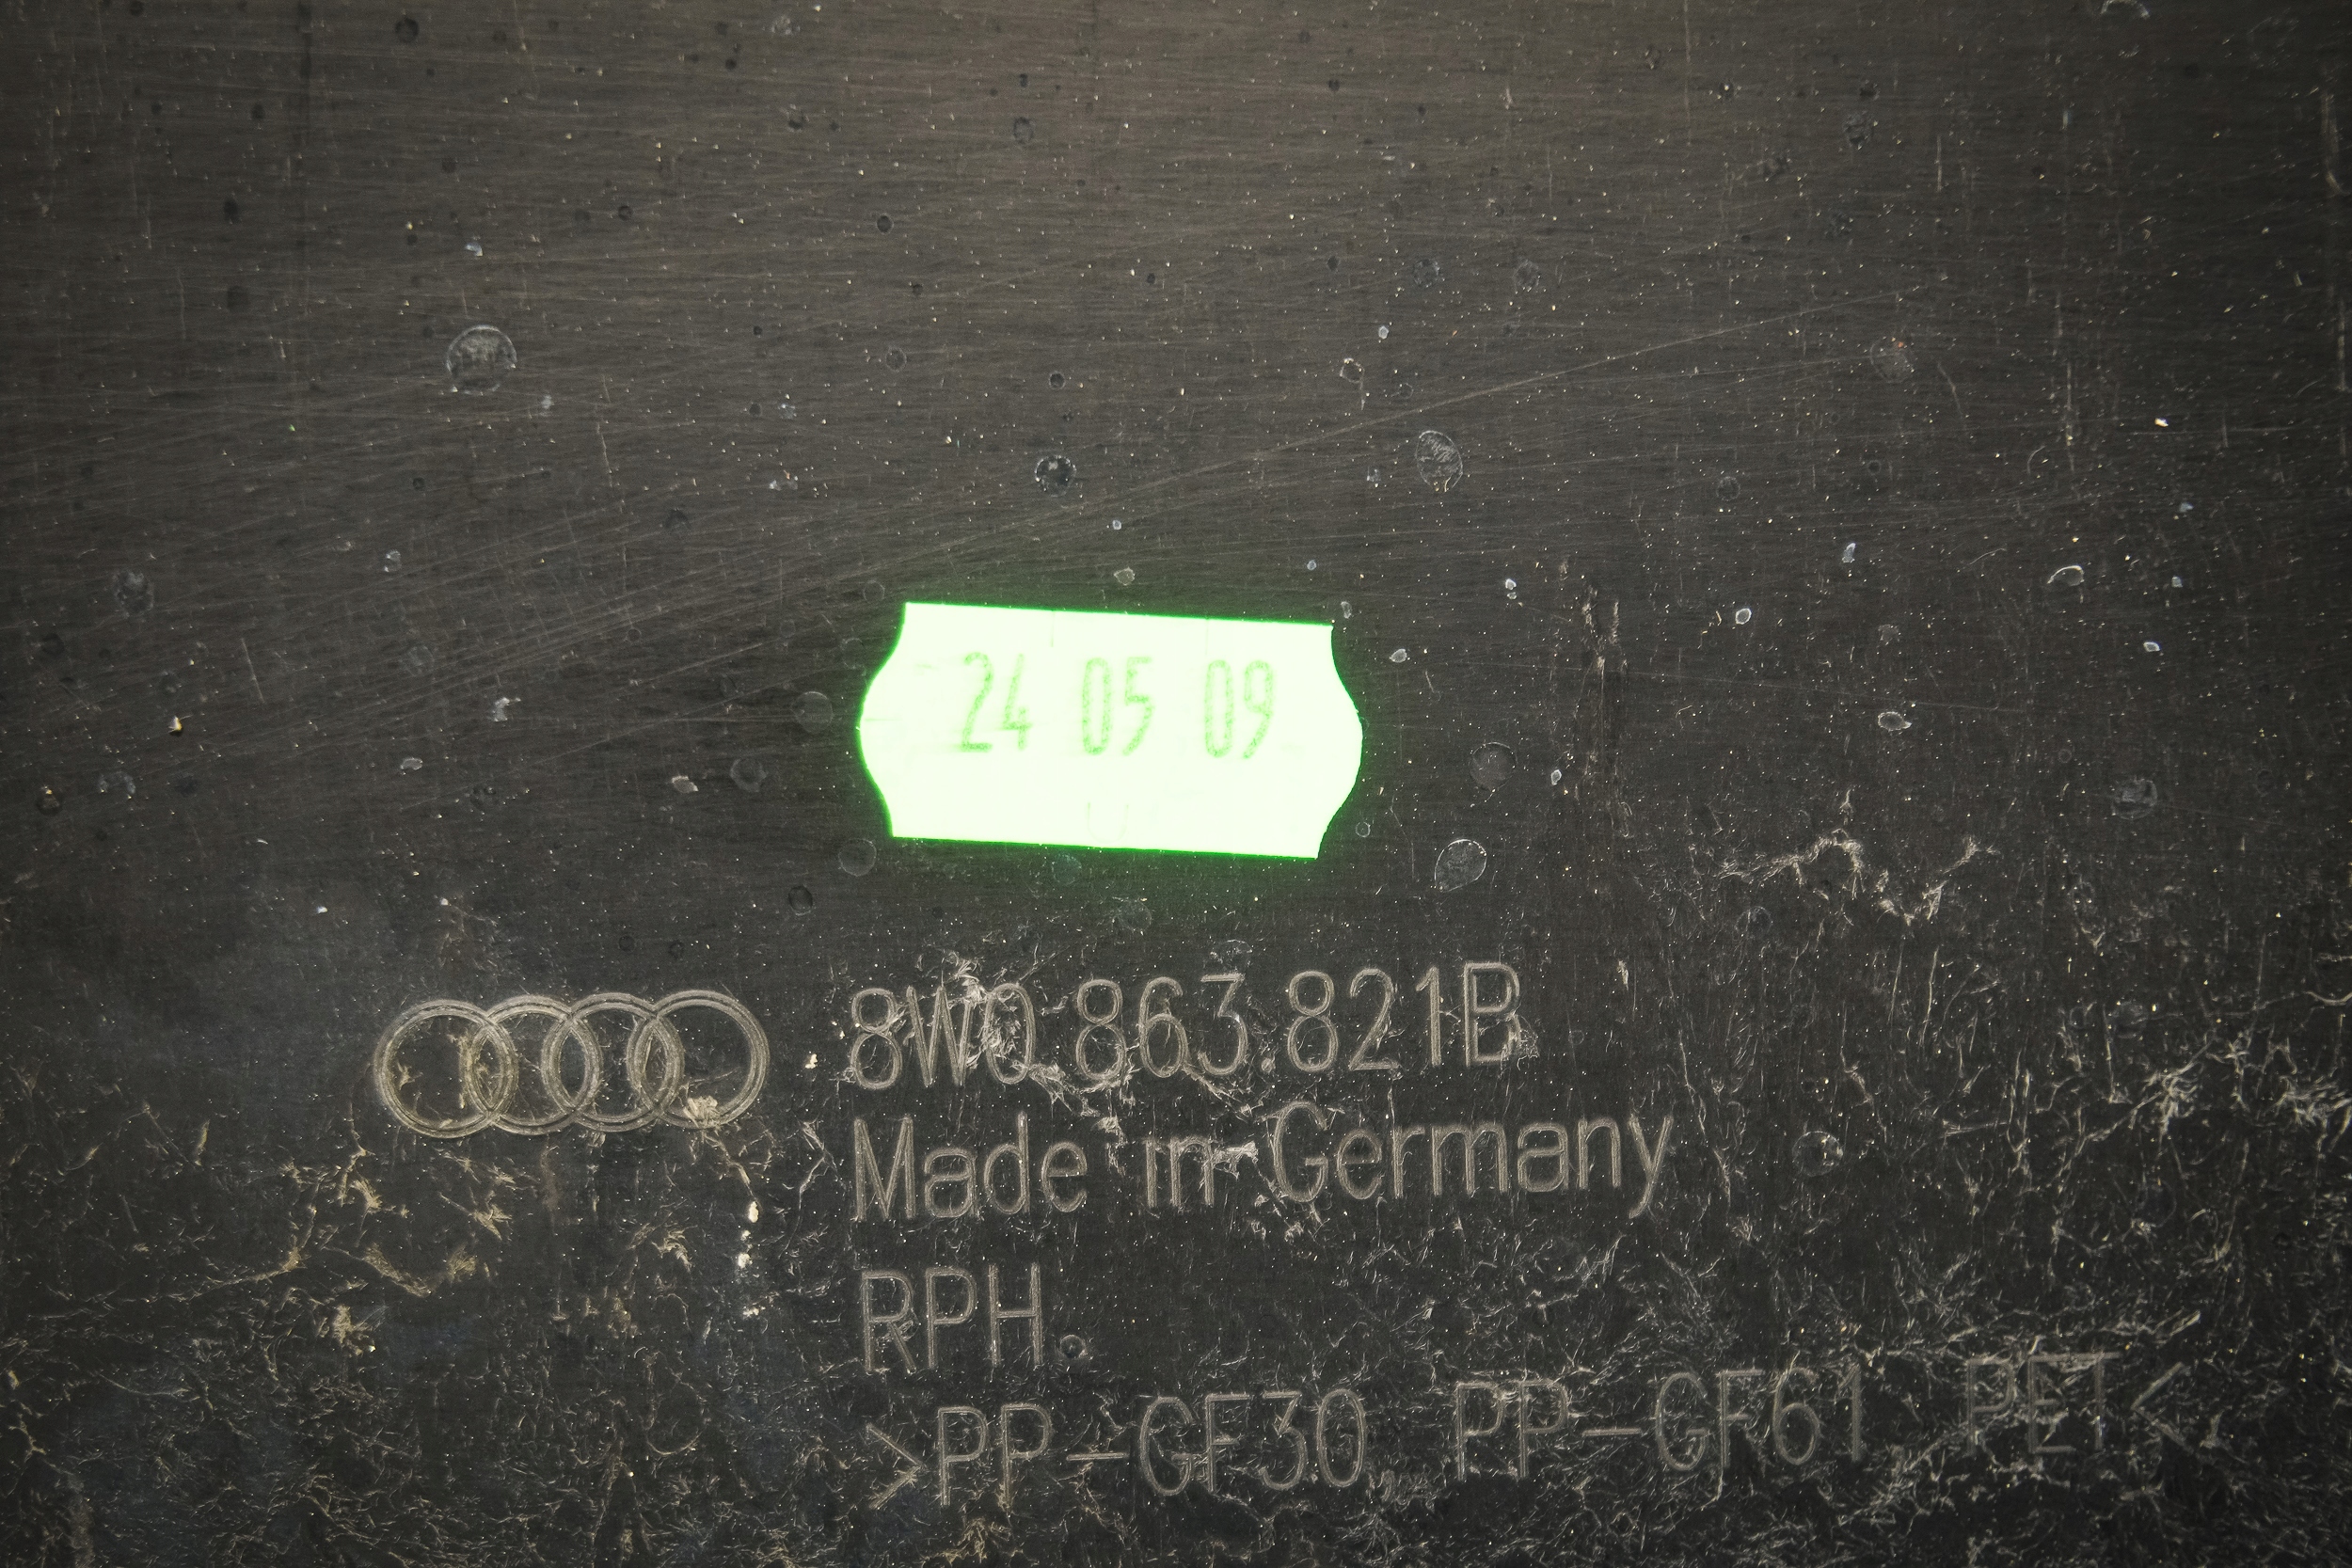 24 05 09
8W0.863.821B
Made in Germany
RPH.
>PP-GF30, PP-GF61 PET<